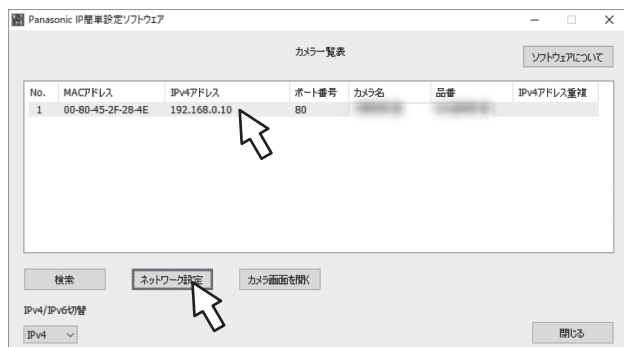 Panasonic IP簡単設定ソフトウェア
カメラ一覧表
ソフトウェアについて
No. MACアドレス IPv4アドレス ポート番号 カメラ名 品番 IPv4アドレス重複
1 00-80-45-2F-28-4E 192.168.0.10 80
検索 ネットワーク設定 カメラ画面を開く
IPv4/IPv6切替
IPv4 閉じる